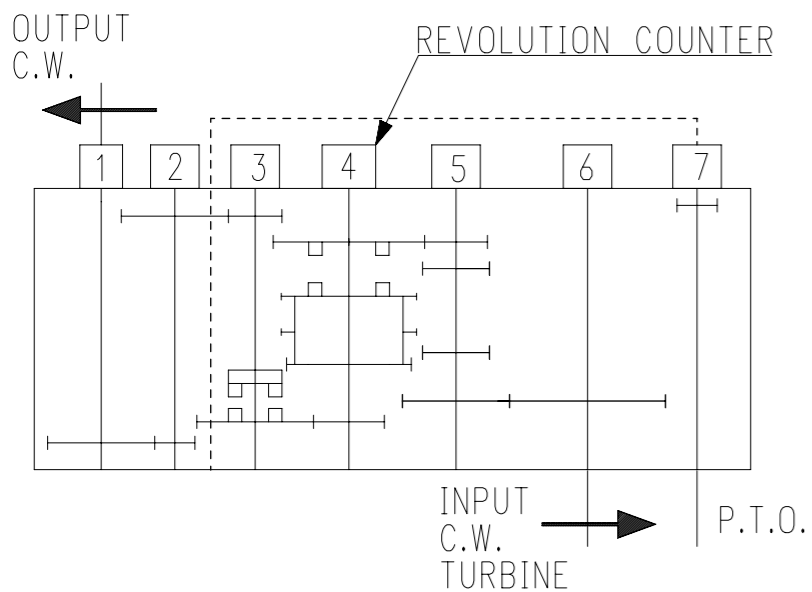 OUTPUT
C.W.
REVOLUTION COUNTER
1 2 3 4 5 6 7
INPUT
C.W.
TURBINE
P.T.O.